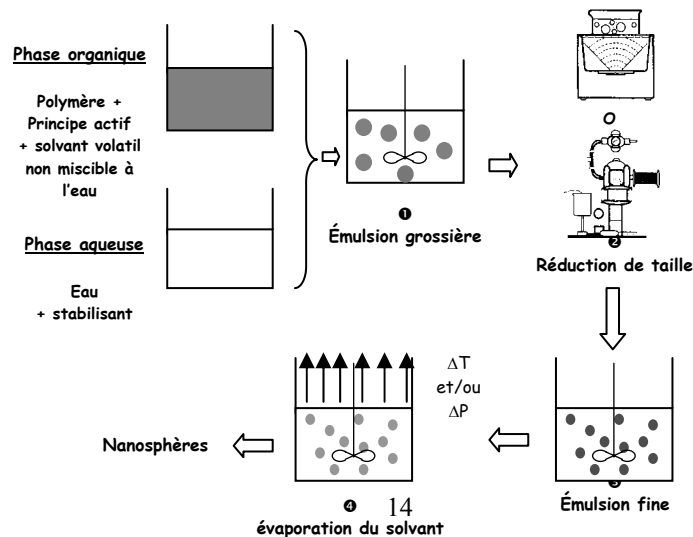 Phase organique
Polymère +
Principe actif
+ solvant volatil
non miscible à
l'eau
Phase aqueuse
Eau
+ stabilisant
❶
Émulsion grossière
❷
Réduction de taille
Émulsion fine
ΔT
et/ou
ΔP
❹
évaporation du solvant
14
Nanosphères